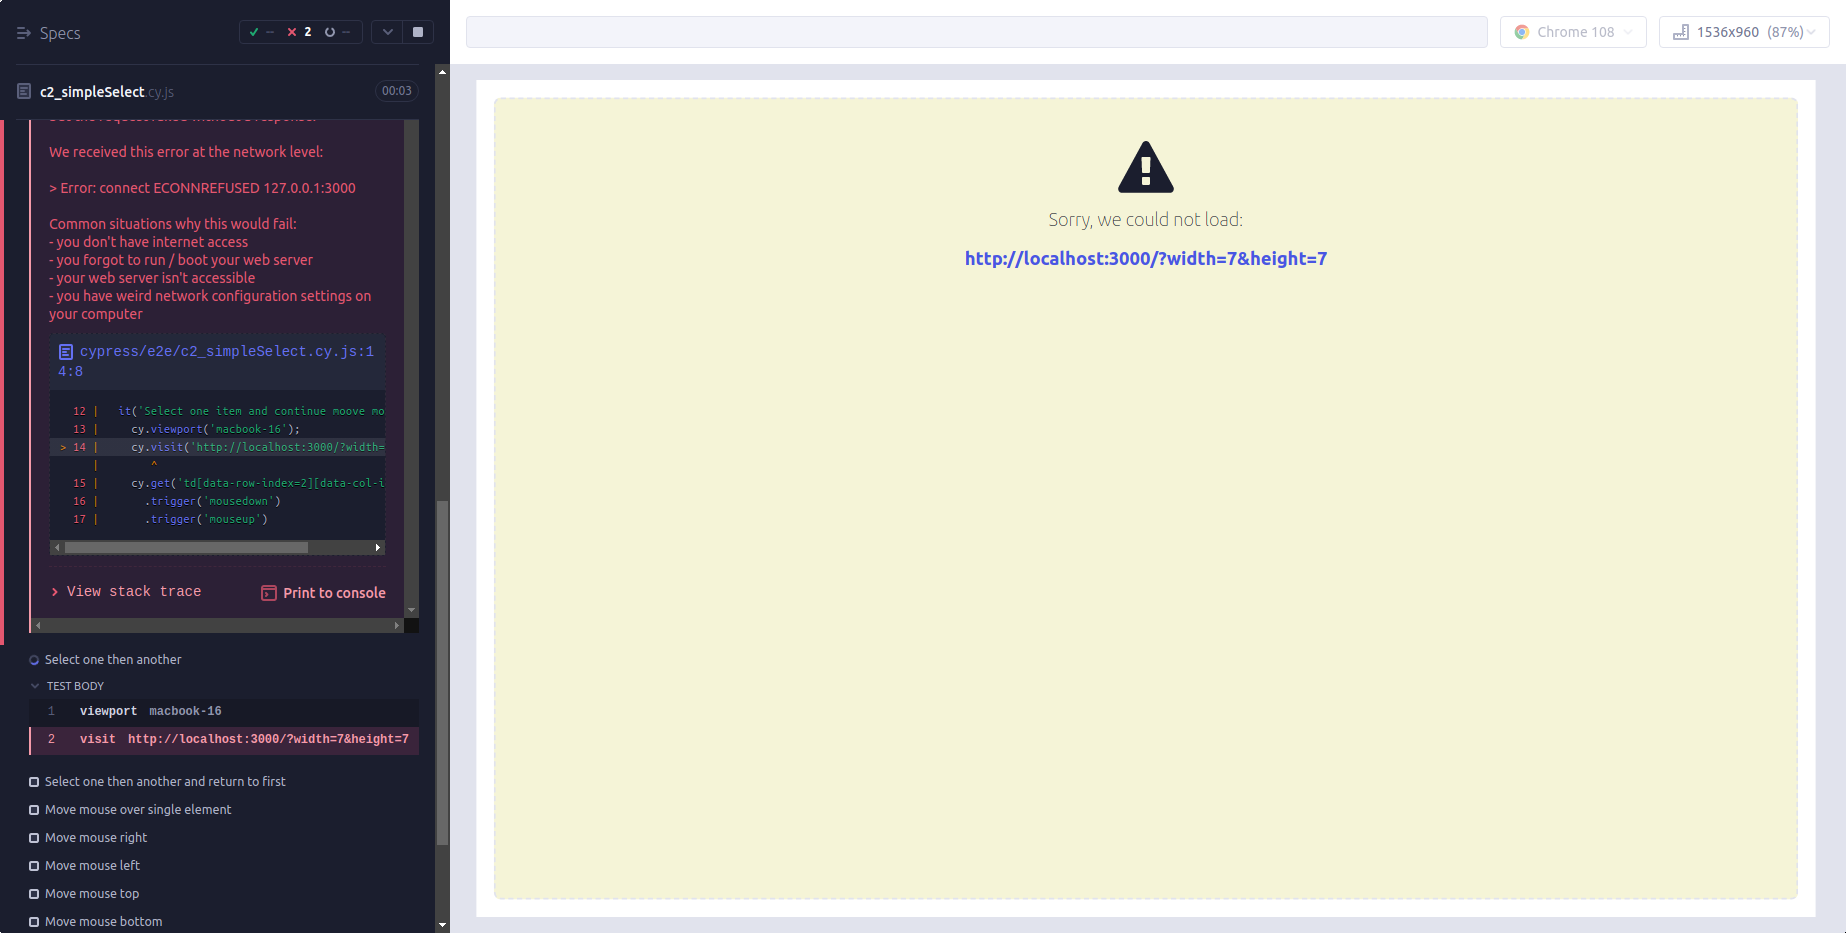 Specs
2
c2_simpleSelect.cy.js
00:03
We received this error at the network level:
> Error: connect ECONNREFUSED 127.0.0.1:3000
Common situations why this would fail:
- you don't have internet access
- you forgot to run / boot your web server
- your web server isn't accessible
- you have weird network configuration settings on
your computer
cypress/e2e/c2_simpleSelect.cy.js:1
4:8
12 | it('Select one item and continue moove mo
13 | cy.viewport('macbook-16');
> 14 | cy.visit('http://localhost:3000/?width=
| ^
15 | cy.get('td[data-row-index=2][data-col-i
16 | .trigger('mousedown')
17 | .trigger('mouseup')
View stack trace
Print to console
Select one then another
TEST BODY
1 viewport macbook-16
2 visit http://localhost:3000/?width=7&height=7
Select one then another and return to first
Move mouse over single element
Move mouse right
Move mouse left
Move mouse top
Move mouse bottom
Chrome 108
1536x960 (87%)
Sorry, we could not load:
http://localhost:3000/?width=7&height=7